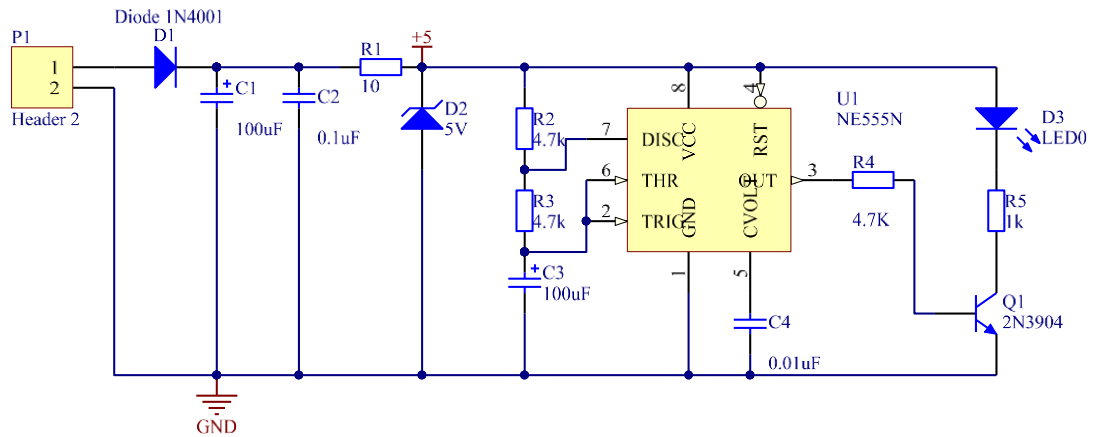 Diode 1N4001
P1
D1
1
2
Header 2
C1
100uF
C2
0.1uF
R1
10
+5
D2
5V
R2
4.7k
R3
4.7k
C3
100uF
7
6
2
8
4
DISC
VCC
RST
THR
OUT
TRIG
GND
CVOLT
1
5
3
U1
NE555N
R4
4.7K
C4
0.01uF
D3
LED0
R5
1k
Q1
2N3904
GND